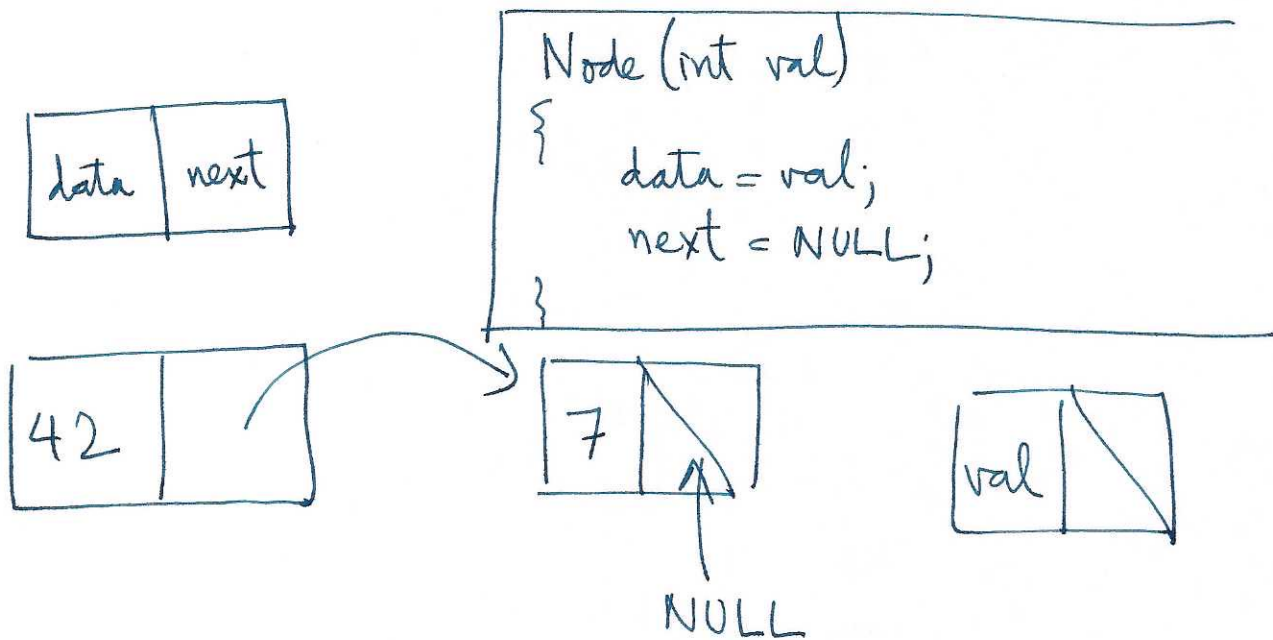 Node (int val)
{
data = val;
next = NULL;
}
data next
42
7
val
NULL